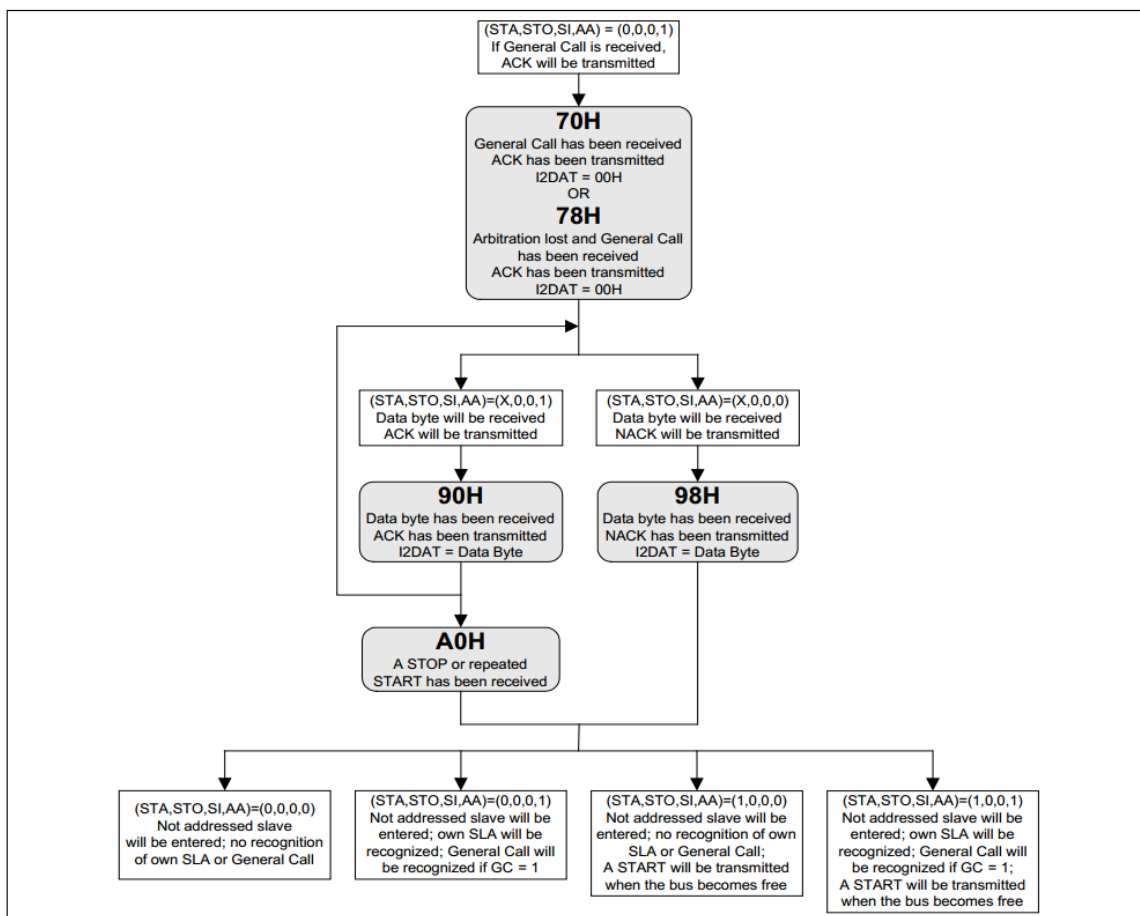 (STA,STO,SI,AA) = (0,0,0,1)
If General Call is received,
ACK will be transmitted
70H
General Call has been received
ACK has been transmitted
I2DAT = 00H
OR
78H
Arbitration lost and General Call
has been received
ACK has been transmitted
I2DAT = 00H
(STA,STO,SI,AA)=(X,0,0,1)
Data byte will be received
ACK will be transmitted
(STA,STO,SI,AA)=(X,0,0,0)
Data byte will be received
NACK will be transmitted
90H
Data byte has been received
ACK has been transmitted
I2DAT = Data Byte
98H
Data byte has been received
NACK has been transmitted
I2DAT = Data Byte
A0H
A STOP or repeated
START has been received
(STA,STO,SI,AA)=(0,0,0,0)
Not addressed slave
will be entered; no recognition
of own SLA or General Call
(STA,STO,SI,AA)=(0,0,0,1)
Not addressed slave will be
entered; own SLA will be
recognized; General Call will
be recognized if GC = 1
(STA,STO,SI,AA)=(1,0,0,0)
Not addressed slave will be
entered; no recognition of own
SLA or General Call;
A START will be transmitted
when the bus becomes free
(STA,STO,SI,AA)=(1,0,0,1)
Not addressed slave will be
entered; own SLA will be
recognized; General Call will
be recognized if GC = 1;
A START will be transmitted
when the bus becomes free